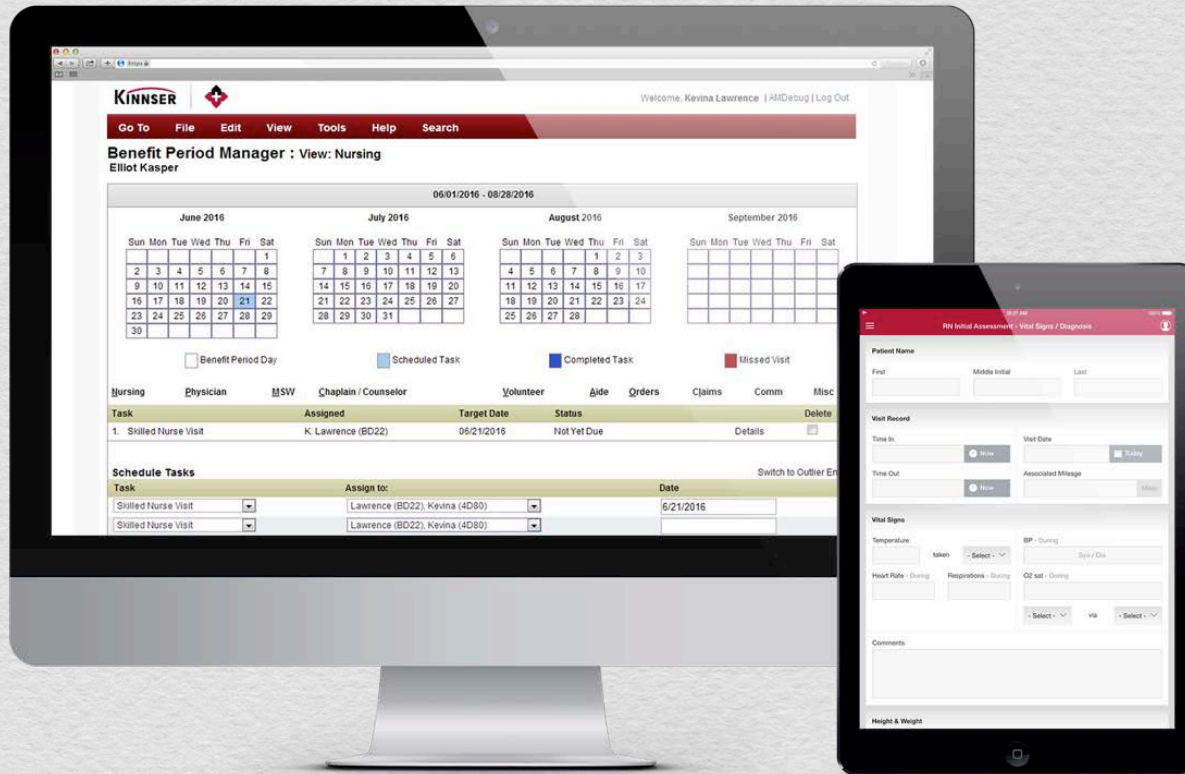 https
KINNSER
Welcome, Kevina Lawrence | AMDebug | Log Out
Go To File Edit View Tools Help Search
Benefit Period Manager : View: Nursing
Elliot Kasper
06/01/2016 - 08/28/2016
June 2016 July 2016 August 2016 September 2016
Sun Mon Tue Wed Thu Fri Sat Sun Mon Tue Wed Thu Fri Sat Sun Mon Tue Wed Thu Fri Sat Sun Mon Tue Wed Thu Fri Sat
1 1 2 3 4 5 6 1 2 3
2 3 4 5 6 7 8 7 8 9 10 11 12 13 4 5 6 7 8 9 10
9 10 11 12 13 14 15 14 15 16 17 18 19 20 11 12 13 14 15 16 17
16 17 18 19 20 21 22 21 22 23 24 25 26 27 18 19 20 21 22 23 24
23 24 25 26 27 28 29 28 29 30 31 25 26 27 28
30
Benefit Period Day Scheduled Task Completed Task Missed Visit
Nursing Physician MSW Chaplain / Counselor Volunteer Aide Orders Claims Comm Misc
Task Assigned Target Date Status Delete
1. Skilled Nurse Visit K. Lawrence (BD22) 06/21/2016 Not Yet Due Details
Schedule Tasks Switch to Outlier En
Task Assign to: Date
Skilled Nurse Visit Lawrence (BD22), Kevina (4D80) 6/21/2016
Skilled Nurse Visit Lawrence (BD22), Kevina (4D80)
RN Initial Assessment - Vital Signs / Diagnosis
Patient Name
First Middle Initial Last
Visit Record
Time In Visit Date
Now Today
Time Out Associated Mileage
Now Miles
Vital Signs
Temperature BP - During
taken - Select - Sys / Dia
Heart Rate - During Respirations - During O2 sat - During
- Select - via - Select -
Comments
Height & Weight